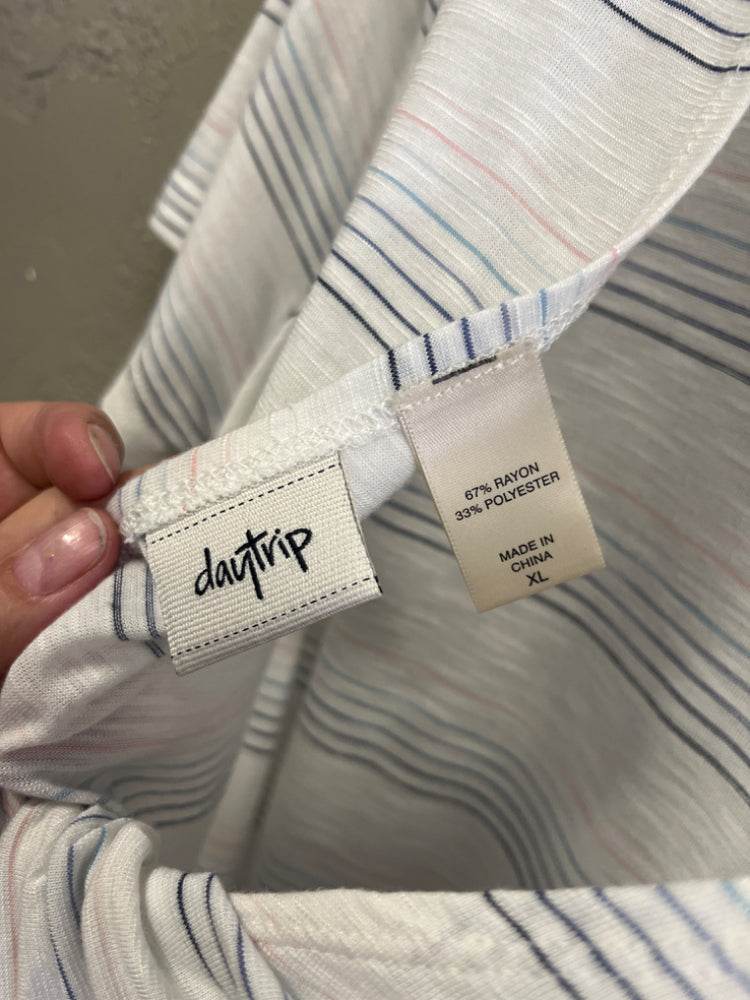 daytrip
67% RAYON
33% POLYESTER
MADE IN
CHINA
XL